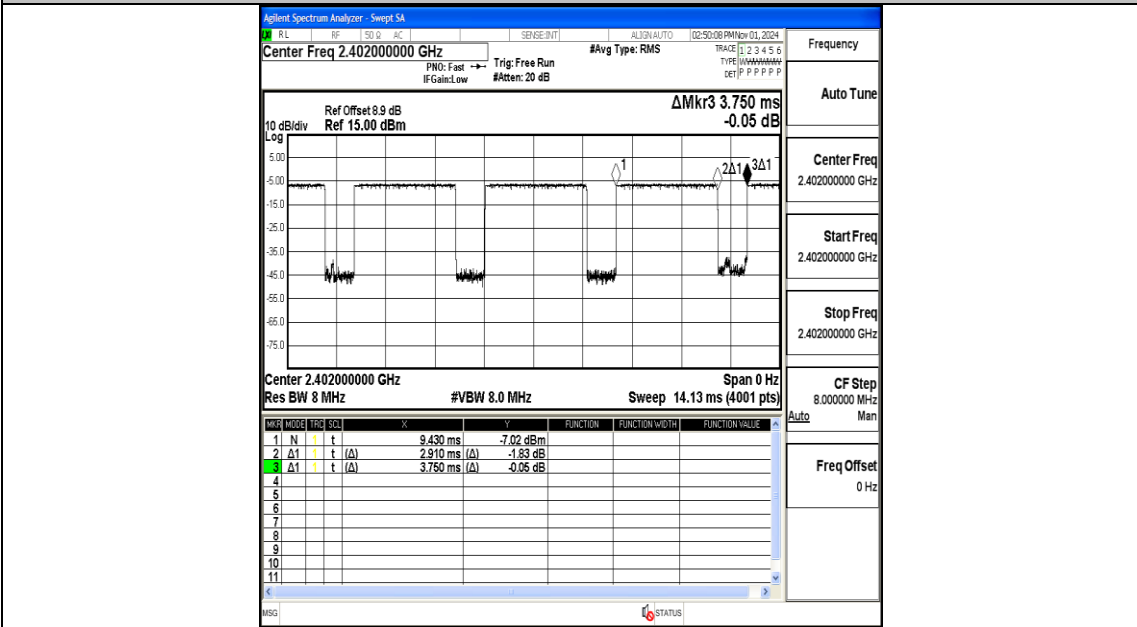 Agilent Spectrum Analyzer - Swept SA
RL RF 50 Ω AC SENSE:INT ALIGN AUTO 02:50:08 PM Nov 01, 2024
Center Freq 2.402000000 GHz #Avg Type: RMS TRACE 1 2 3 4 5 6
PNO: Fast Trig: Free Run TYPE
IFGain:Low #Atten: 20 dB DET P P P P P P
Frequency
Auto Tune
Ref Offset 8.9 dB ΔMkr3 3.750 ms
10 dB/div Ref 15.00 dBm -0.05 dB
Log
5.00
-5.00
-15.0
-25.0
-35.0
-45.0
-55.0
-65.0
-75.0
1 2Δ1 3Δ1
Center 2.402000000 GHz Span 0 Hz
Res BW 8 MHz #VBW 8.0 MHz Sweep 14.13 ms (4001 pts)
Center Freq
2.402000000 GHz
Start Freq
2.402000000 GHz
Stop Freq
2.402000000 GHz
CF Step
8.000000 MHz
Auto Man
Freq Offset
0 Hz
MKR MODE TRC SCL X Y FUNCTION FUNCTION WIDTH FUNCTION VALUE
1 N 1 t 9.430 ms -7.02 dBm
2 Δ1 1 t (Δ) 2.910 ms (Δ) -1.83 dB
3 Δ1 1 t (Δ) 3.750 ms (Δ) -0.05 dB
4
5
6
7
8
9
10
11
MSG STATUS